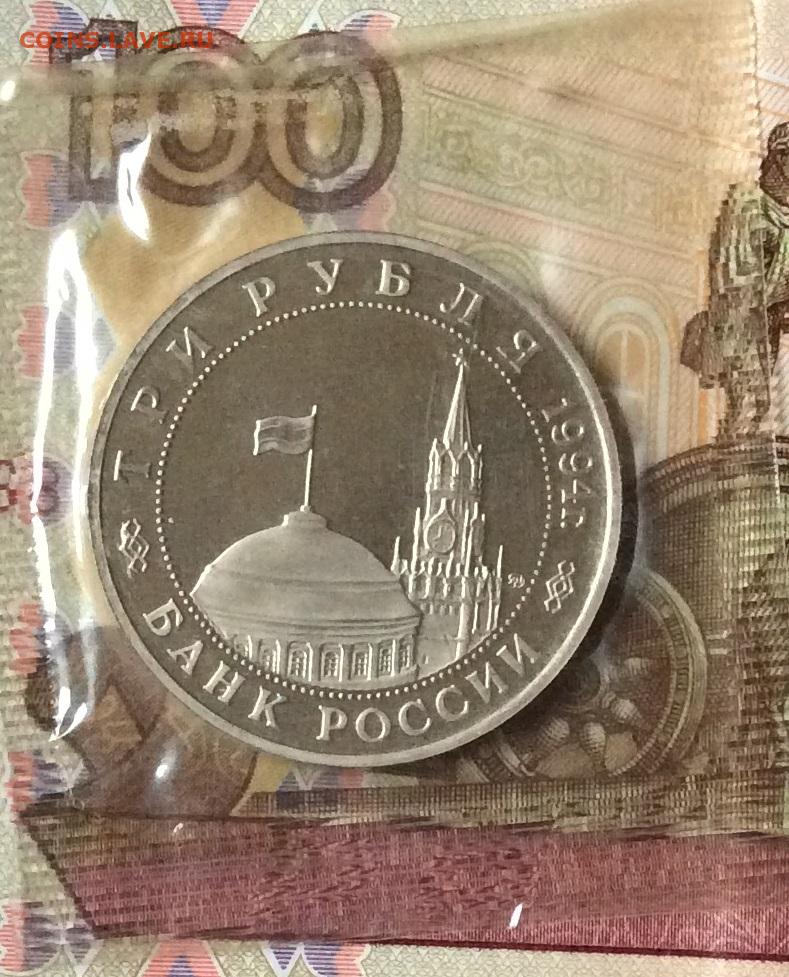 COINS.LAVE.RU
100
ТРИ РУБЛЯ 1994г.
БАНК РОССИИ